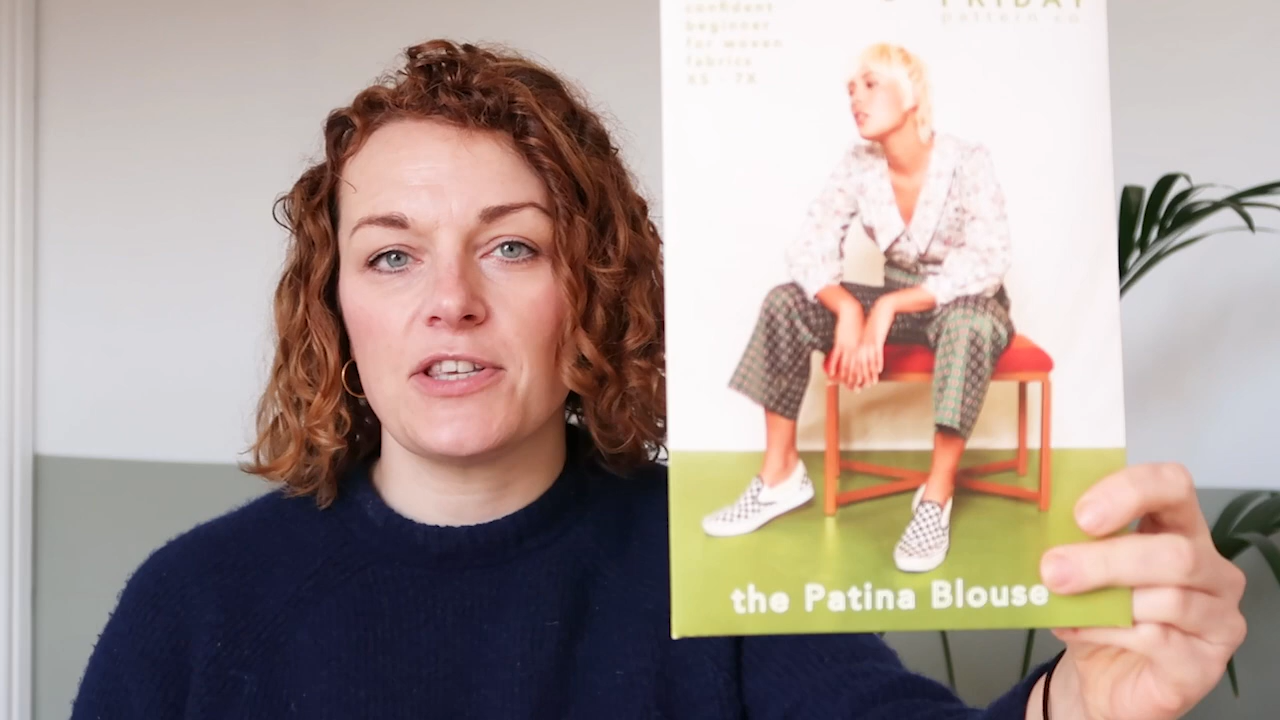 confident
beginner
for woven
fabrics
XS - 7X
FRIDAY
pattern co.
the Patina Blouse